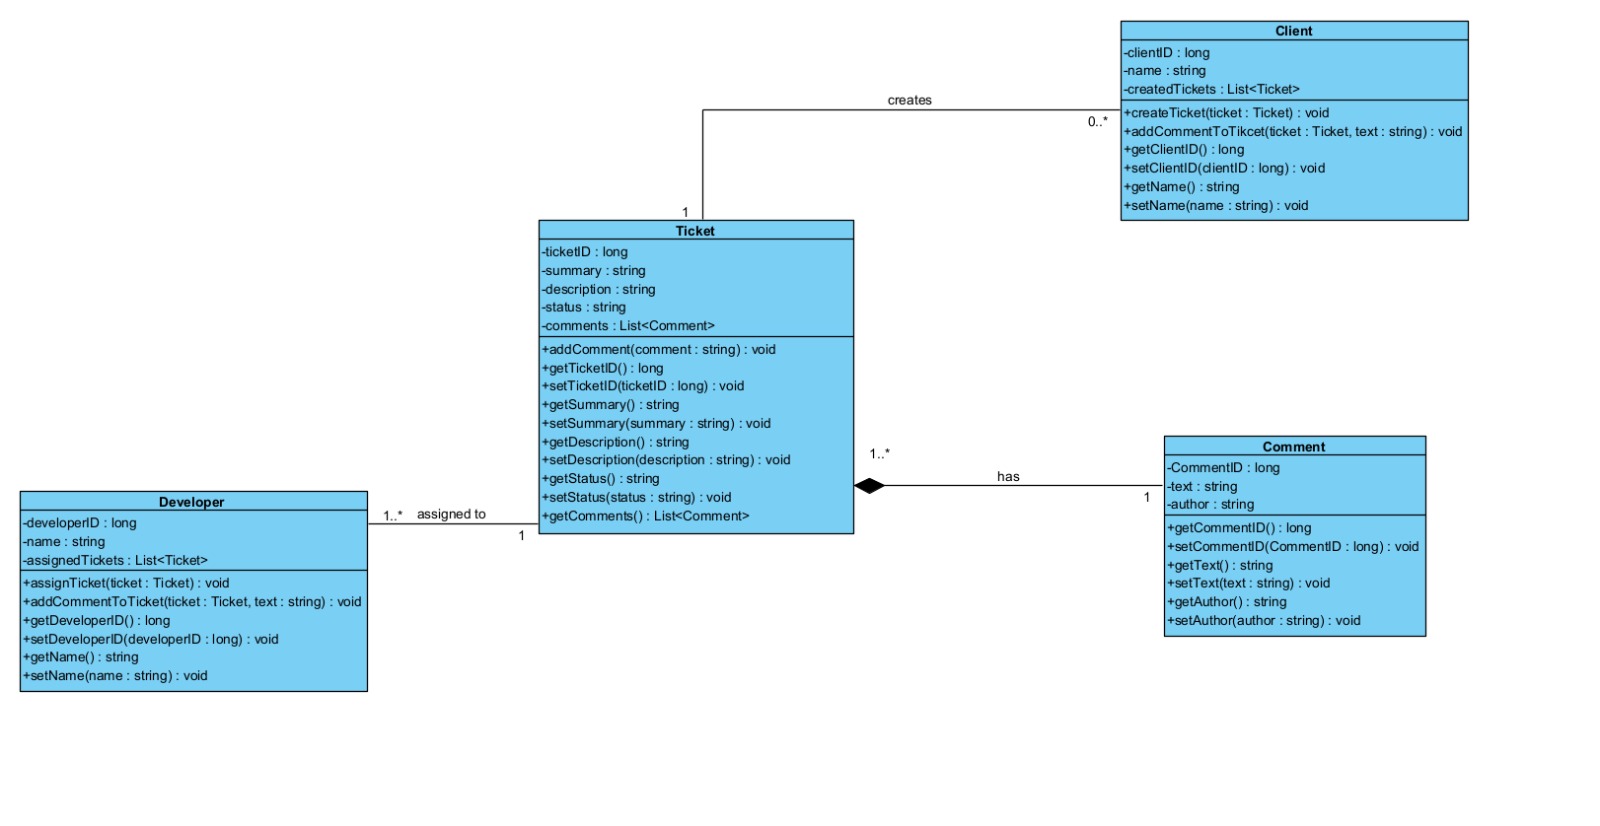 Client
-clientID : long
-name : string
-createdTickets : List<Ticket>
+createTicket(ticket : Ticket) : void
+addCommentToTikcet(ticket : Ticket, text : string) : void
+getClientID() : long
+setClientID(clientID : long) : void
+getName() : string
+setName(name : string) : void
creates
0..*
1
Ticket
-ticketID : long
-summary : string
-description : string
-status : string
-comments : List<Comment>
+addComment(comment : string) : void
+getTicketID() : long
+setTicketID(ticketID : long) : void
+getSummary() : string
+setSummary(summary : string) : void
+getDescription() : string
+setDescription(description : string) : void
+getStatus() : string
+setStatus(status : string) : void
+getComments() : List<Comment>
1..*
has
1
Comment
-CommentID : long
-text : string
-author : string
+getCommentID() : long
+setCommentID(CommentID : long) : void
+getText() : string
+setText(text : string) : void
+getAuthor() : string
+setAuthor(author : string) : void
Developer
-developerID : long
-name : string
-assignedTickets : List<Ticket>
+assignTicket(ticket : Ticket) : void
+addCommentToTicket(ticket : Ticket, text : string) : void
+getDeveloperID() : long
+setDeveloperID(developerID : long) : void
+getName() : string
+setName(name : string) : void
1..*
assigned to
1